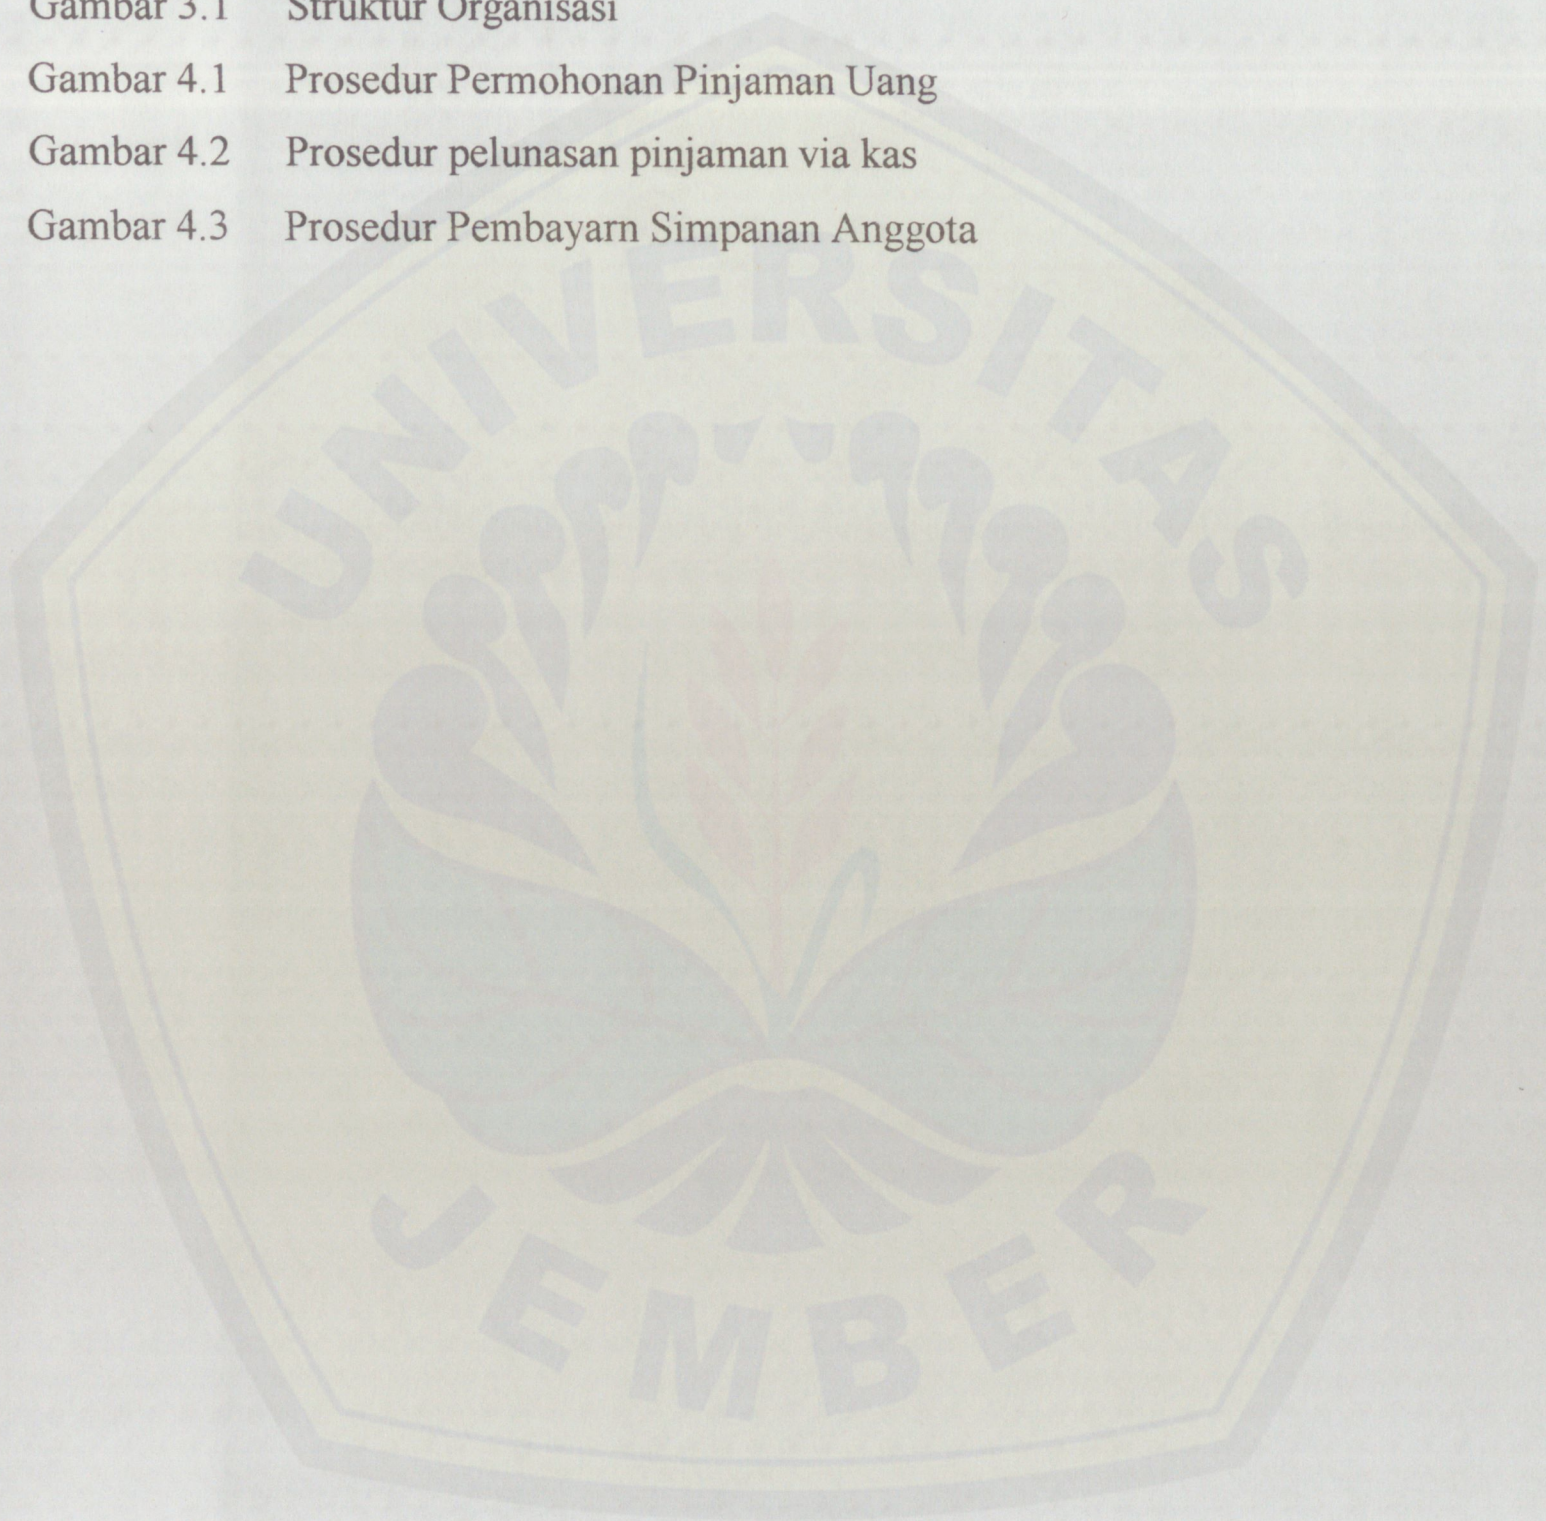 Gambar 3.1 Struktur Organisasi
Gambar 4.1 Prosedur Permohonan Pinjaman Uang
Gambar 4.2 Prosedur pelunasan pinjaman via kas
Gambar 4.3 Prosedur Pembayarn Simpanan Anggota
UNIVERSITAS
JEMBER